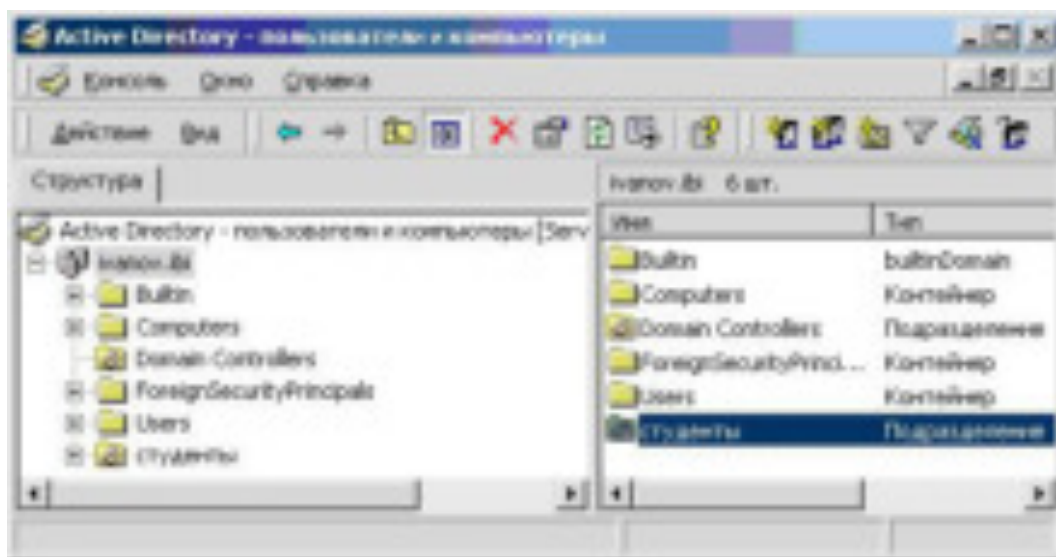 Active Directory - пользователи и компьютеры
Консоль Окно Справка
Действие Вид
Структура
Active Directory - пользователи и компьютеры [Serv
ivanov.ibi
Builtin
Computers
Domain Controllers
ForeignSecurityPrincipals
Users
студенты
ivanov.ibi 6 шт.
Имя Тип
Builtin builtinDomain
Computers Контейнер
Domain Controllers Подразделение
ForeignSecurityPrinci... Контейнер
Users Контейнер
студенты Подразделение